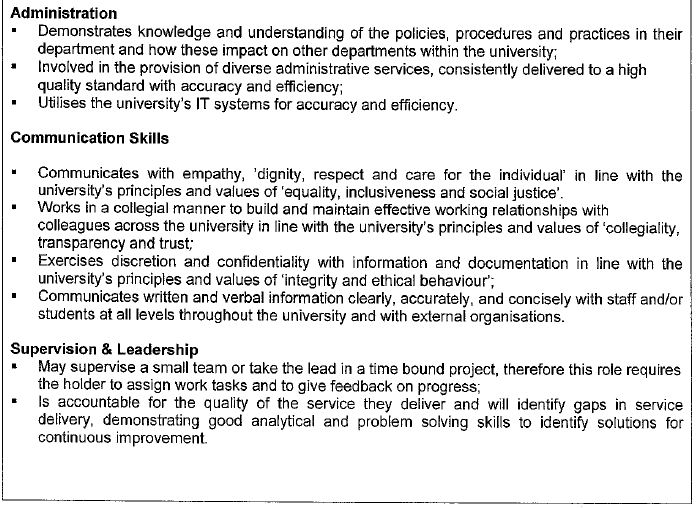 Administration
▪ Demonstrates knowledge and understanding of the policies, procedures and practices in their
department and how these impact on other departments within the university;
▪ Involved in the provision of diverse administrative services, consistently delivered to a high
quality standard with accuracy and efficiency;
▪ Utilises the university's IT systems for accuracy and efficiency.
Communication Skills
▪ Communicates with empathy, 'dignity, respect and care for the individual' in line with the
university's principles and values of 'equality, inclusiveness and social justice'.
▪ Works in a collegial manner to build and maintain effective working relationships with
colleagues across the university in line with the university's principles and values of 'collegiality,
transparency and trust;
▪ Exercises discretion and confidentiality with information and documentation in line with the
university's principles and values of 'integrity and ethical behaviour';
▪ Communicates written and verbal information clearly, accurately, and concisely with staff and/or
students at all levels throughout the university and with external organisations.
Supervision & Leadership
▪ May supervise a small team or take the lead in a time bound project, therefore this role requires
the holder to assign work tasks and to give feedback on progress;
▪ Is accountable for the quality of the service they deliver and will identify gaps in service
delivery, demonstrating good analytical and problem solving skills to identify solutions for
continuous improvement.